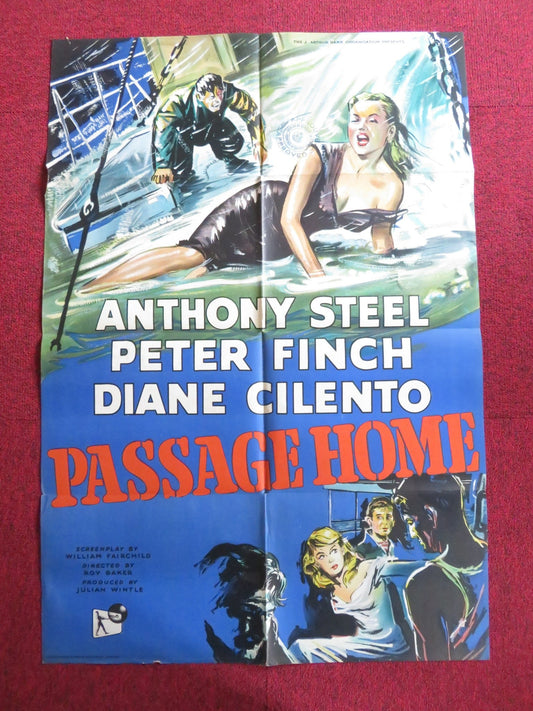 THE J. ARTHUR RANK ORGANISATION PRESENTS
ANTHONY STEEL
PETER FINCH
DIANE CILENTO
PASSAGE HOME
SCREENPLAY BY
WILLIAM FAIRCHILD
DIRECTED BY
ROY BAKER
PRODUCED BY
JULIAN WINTLE